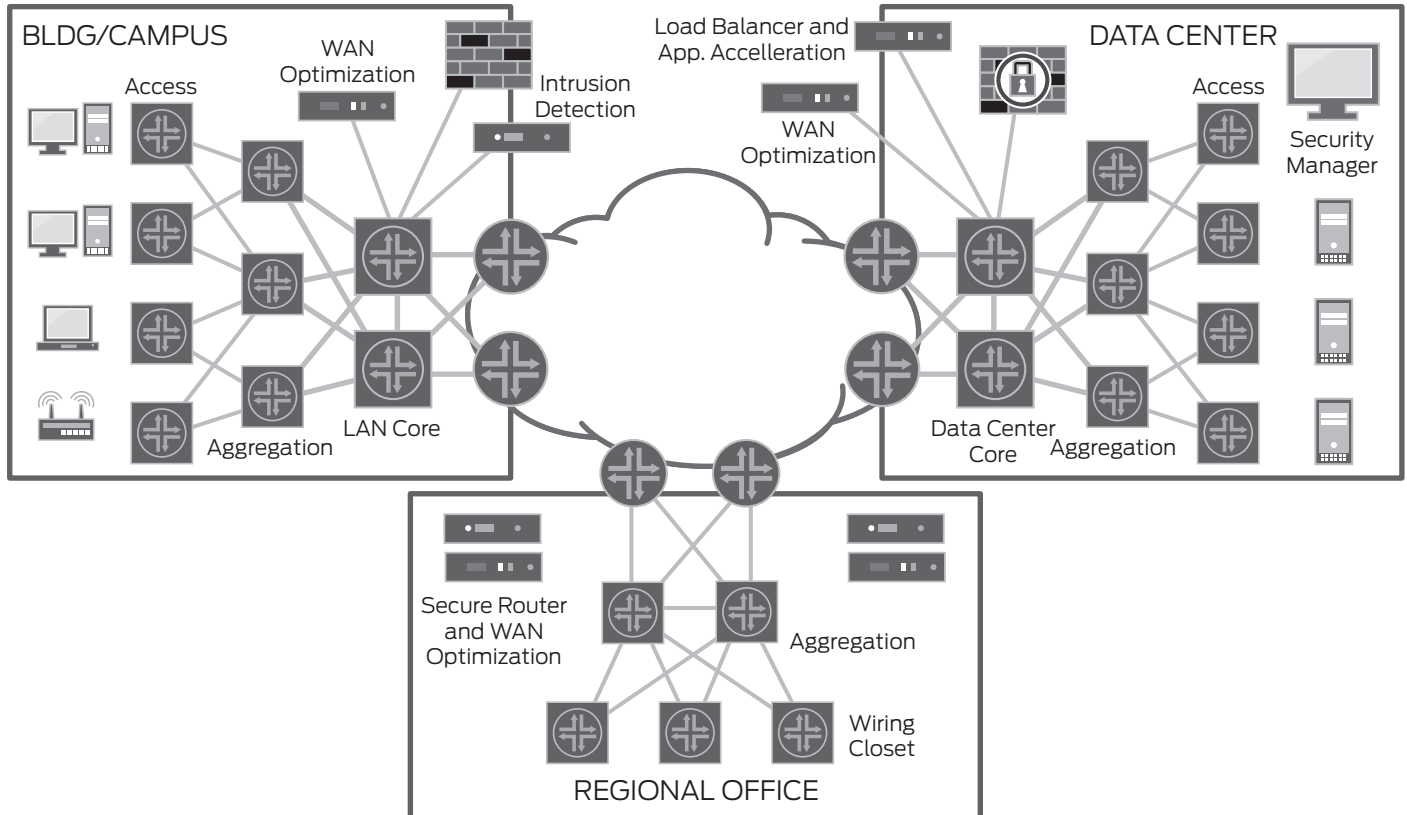 BLDG/CAMPUS
Access
WAN
Optimization
Intrusion
Detection
Aggregation
LAN Core
Load Balancer and
App. Accelleration
WAN
Optimization
DATA CENTER
Access
Security
Manager
Data Center
Core
Aggregation
Secure Router
and WAN
Optimization
Aggregation
Wiring
Closet
REGIONAL OFFICE